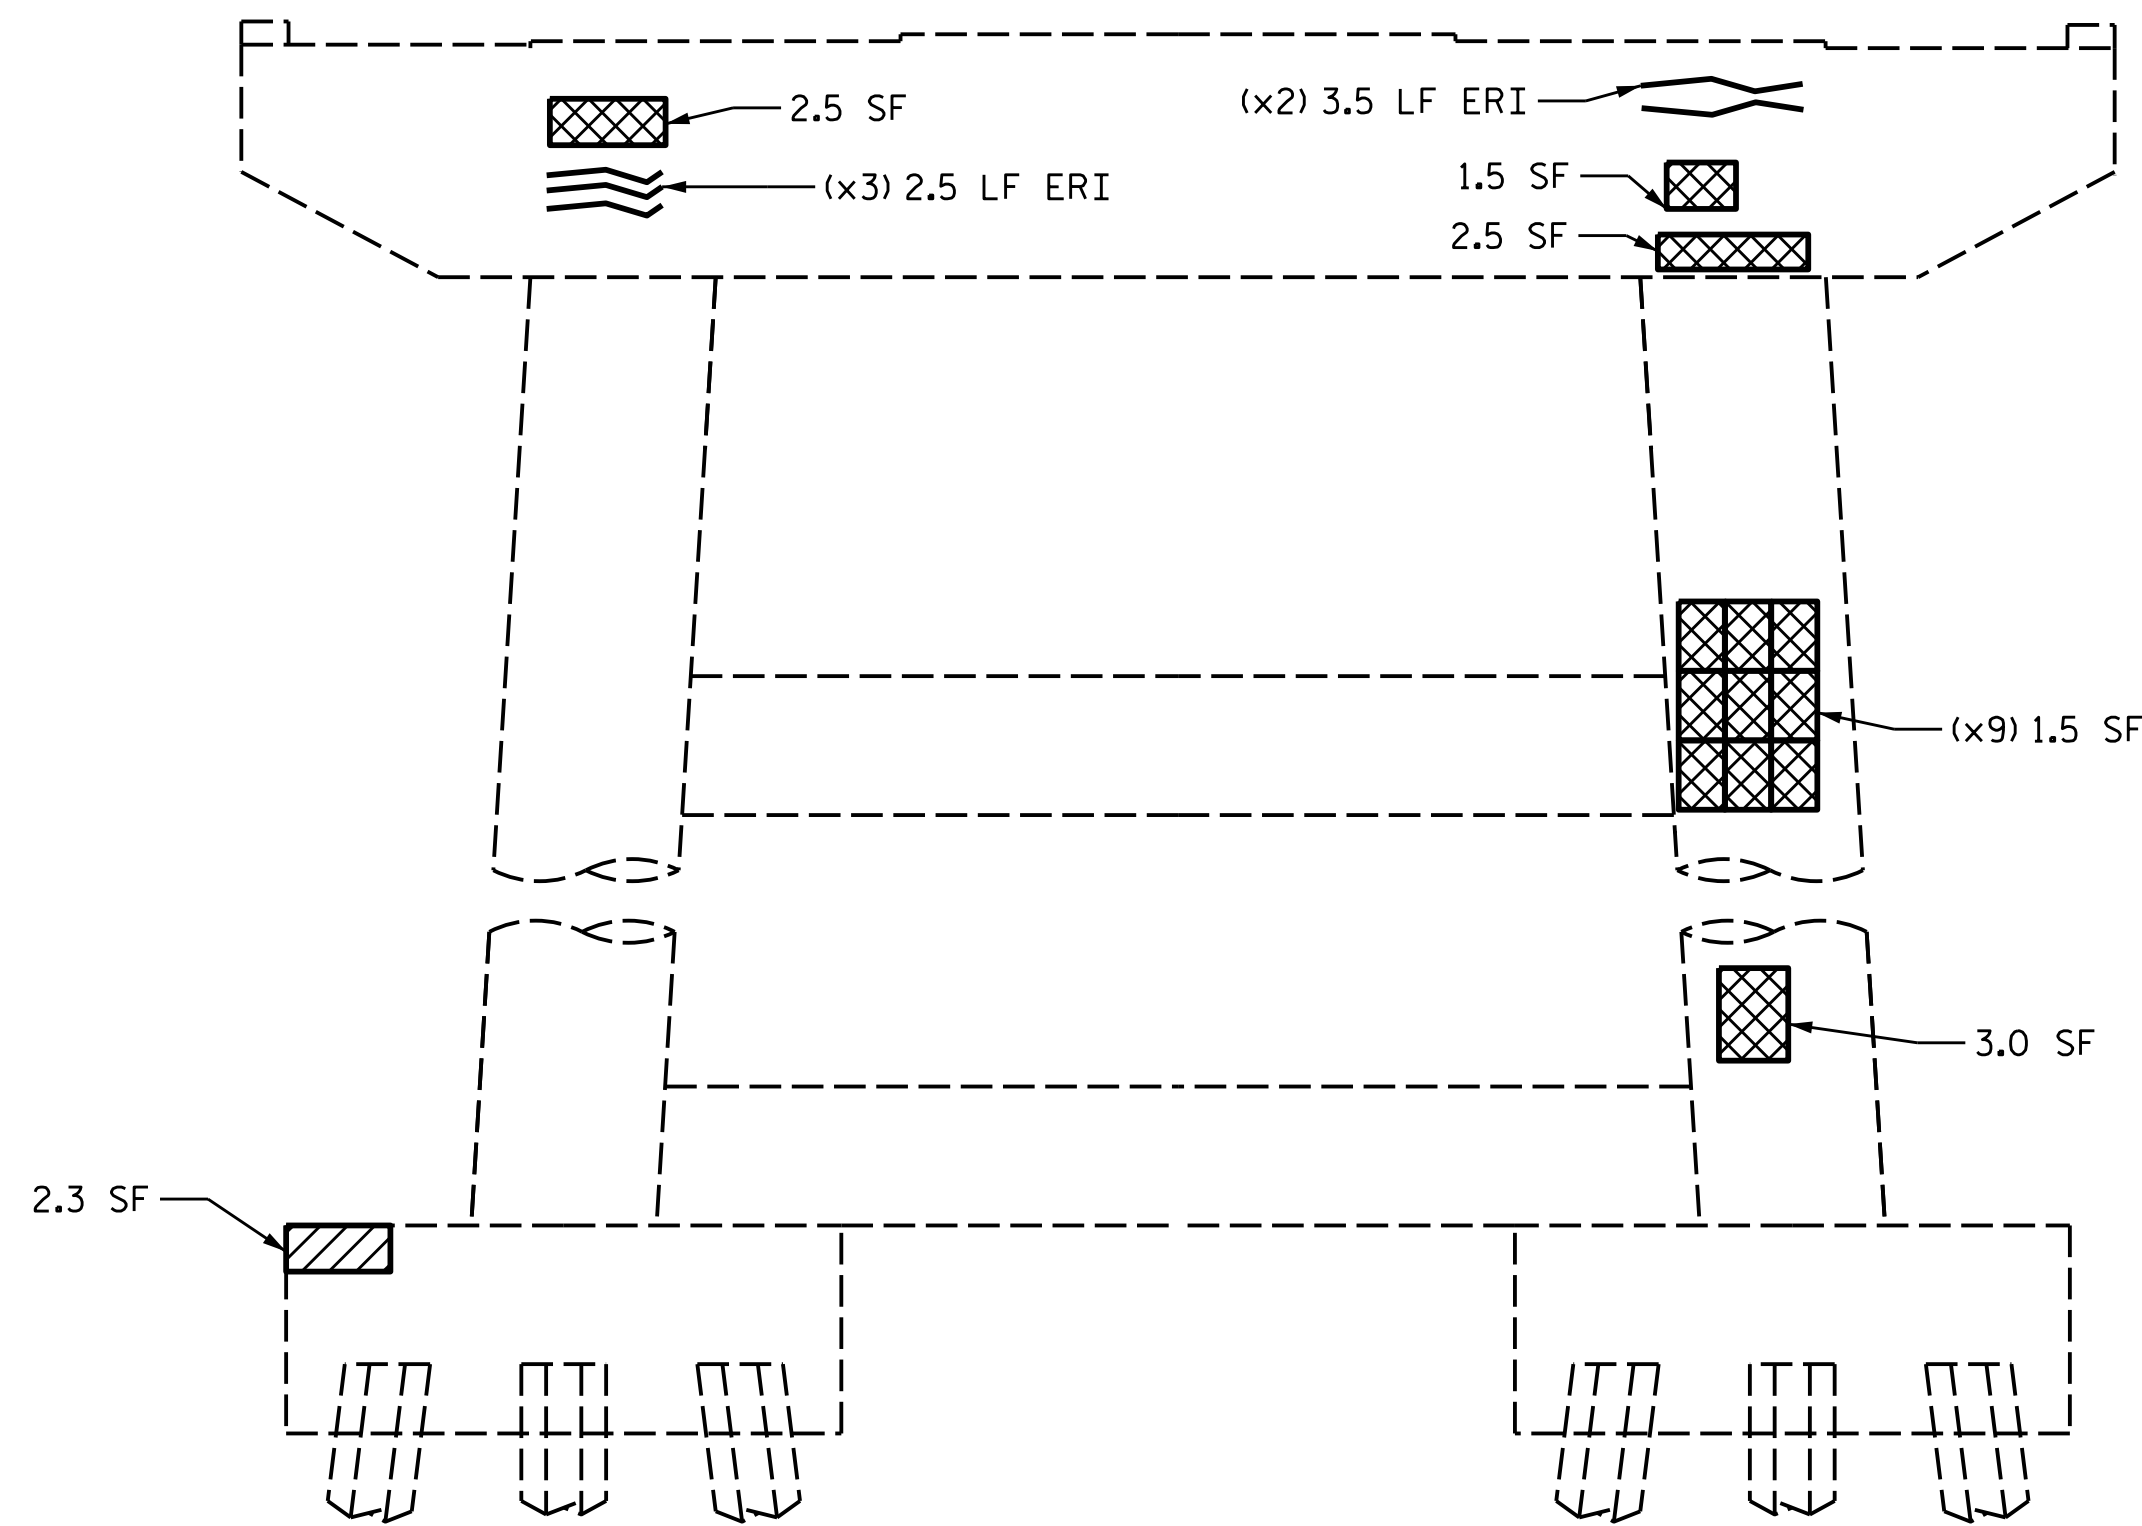 2.5 SF
(x2) 3.5 LF ERI
(x3) 2.5 LF ERI
1.5 SF
2.5 SF
(x9) 1.5 SF
3.0 SF
2.3 SF